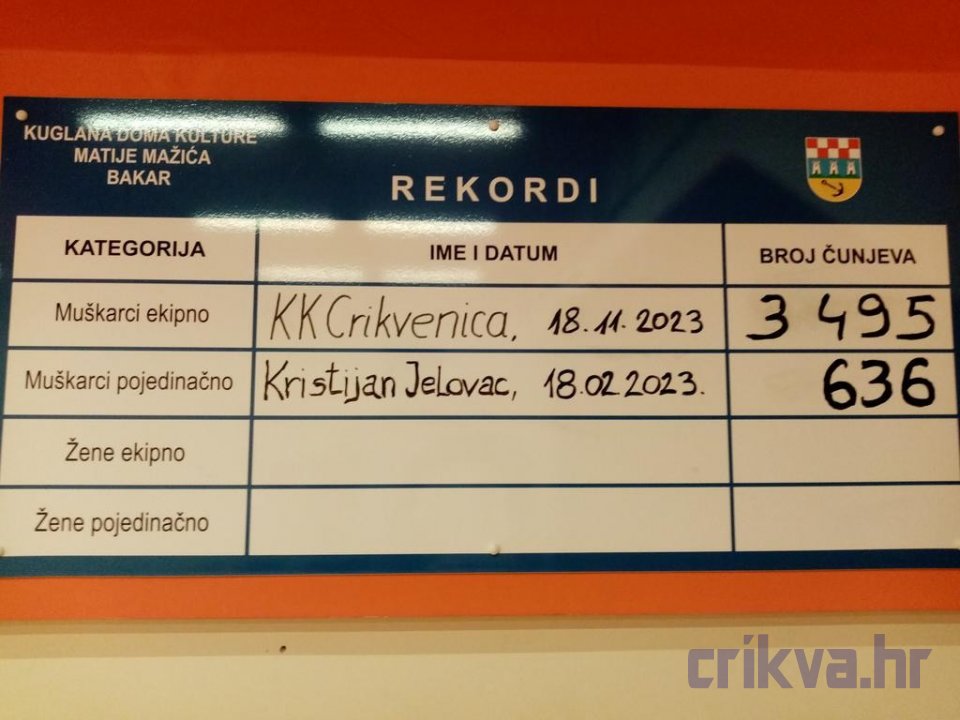 KUGLANA DOMA KULTURE
MATIJE MAŽIĆA
BAKAR
REKORDI
KATEGORIJA IME I DATUM BROJ ČUNJEVA
Muškarci ekipno KK Crikvenica, 18.11.2023 3 495
Muškarci pojedinačno Kristijan Jelovac, 18.02.2023. 636
Žene ekipno
Žene pojedinačno
crikva.hr